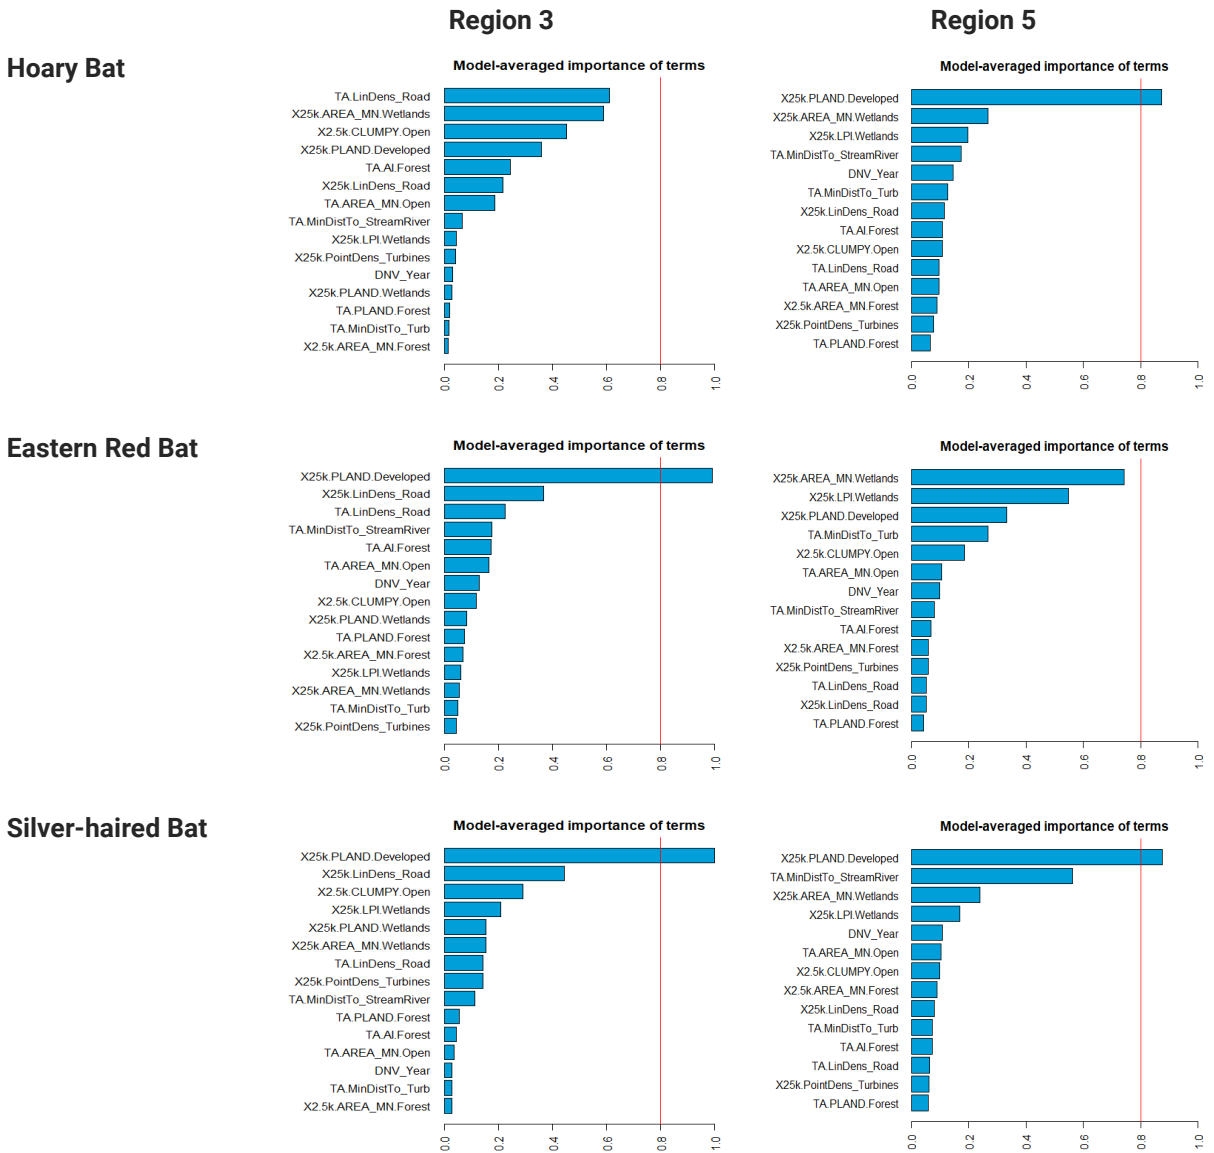 Region 3
Region 5
Hoary Bat
Model-averaged importance of terms
TA.LinDens_Road
X25k.AREA_MN.Wetlands
X2.5k.CLUMPY.Open
X25k.PLAND.Developed
TA.AI.Forest
X25k.LinDens_Road
TA.AREA_MN.Open
TA.MinDistTo_StreamRiver
X25k.LPI.Wetlands
X25k.PointDens_Turbines
DNV_Year
X25k.PLAND.Wetlands
TA.PLAND.Forest
TA.MinDistTo_Turb
X2.5k.AREA_MN.Forest
0.0 0.2 0.4 0.6 0.8 1.0
Model-averaged importance of terms
X25k.PLAND.Developed
X25k.AREA_MN.Wetlands
X25k.LPI.Wetlands
TA.MinDistTo_StreamRiver
DNV_Year
TA.MinDistTo_Turb
X25k.LinDens_Road
TA.AI.Forest
X2.5k.CLUMPY.Open
TA.LinDens_Road
TA.AREA_MN.Open
X2.5k.AREA_MN.Forest
X25k.PointDens_Turbines
TA.PLAND.Forest
0.0 0.2 0.4 0.6 0.8 1.0
Eastern Red Bat
Model-averaged importance of terms
X25k.PLAND.Developed
X25k.LinDens_Road
TA.LinDens_Road
TA.MinDistTo_StreamRiver
TA.AI.Forest
TA.AREA_MN.Open
DNV_Year
X2.5k.CLUMPY.Open
X25k.PLAND.Wetlands
TA.PLAND.Forest
X2.5k.AREA_MN.Forest
X25k.LPI.Wetlands
X25k.AREA_MN.Wetlands
TA.MinDistTo_Turb
X25k.PointDens_Turbines
0.0 0.2 0.4 0.6 0.8 1.0
Model-averaged importance of terms
X25k.AREA_MN.Wetlands
X25k.LPI.Wetlands
X25k.PLAND.Developed
TA.MinDistTo_Turb
X2.5k.CLUMPY.Open
TA.AREA_MN.Open
DNV_Year
TA.MinDistTo_StreamRiver
TA.AI.Forest
X2.5k.AREA_MN.Forest
X25k.PointDens_Turbines
TA.LinDens_Road
X25k.LinDens_Road
TA.PLAND.Forest
0.0 0.2 0.4 0.6 0.8 1.0
Silver-haired Bat
Model-averaged importance of terms
X25k.PLAND.Developed
X25k.LinDens_Road
X2.5k.CLUMPY.Open
X25k.LPI.Wetlands
X25k.PLAND.Wetlands
X25k.AREA_MN.Wetlands
TA.LinDens_Road
X25k.PointDens_Turbines
TA.MinDistTo_StreamRiver
TA.PLAND.Forest
TA.AI.Forest
TA.AREA_MN.Open
DNV_Year
TA.MinDistTo_Turb
X2.5k.AREA_MN.Forest
0.0 0.2 0.4 0.6 0.8 1.0
Model-averaged importance of terms
X25k.PLAND.Developed
TA.MinDistTo_StreamRiver
X25k.AREA_MN.Wetlands
X25k.LPI.Wetlands
DNV_Year
TA.AREA_MN.Open
X2.5k.CLUMPY.Open
X2.5k.AREA_MN.Forest
X25k.LinDens_Road
TA.MinDistTo_Turb
TA.AI.Forest
TA.LinDens_Road
X25k.PointDens_Turbines
TA.PLAND.Forest
0.0 0.2 0.4 0.6 0.8 1.0